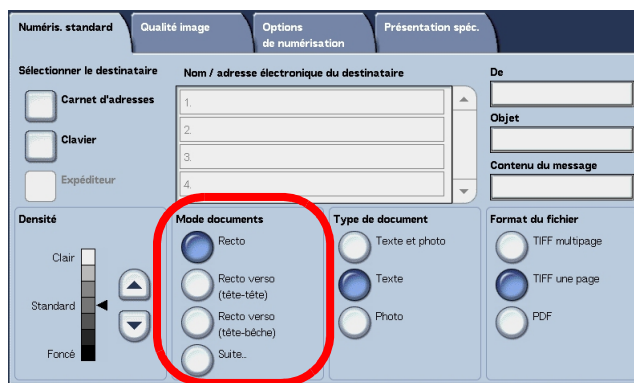 Numéris. standard
Qualité image
Options
de numérisation
Présentation spéc.
Sélectionner le destinataire
Carnet d'adresses
Clavier
Expéditeur
Nom / adresse électronique du destinataire
1.
2.
3.
4.
De
Objet
Contenu du message
Densité
Clair
Standard
Foncé
Mode documents
Recto
Recto verso
(tête-tête)
Recto verso
(tête-bêche)
Suite...
Type de document
Texte et photo
Texte
Photo
Format du fichier
TIFF multipage
TIFF une page
PDF